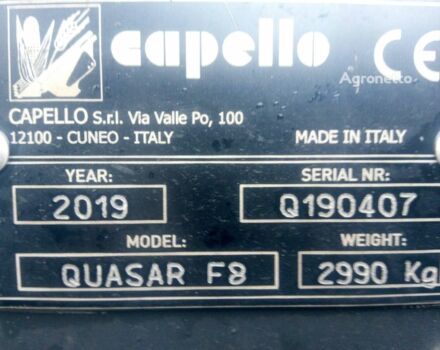 capello CE
Agronetto
CAPELLO S.r.l. Via Valle Po, 100
12100 - CUNEO - ITALY MADE IN ITALY
YEAR: SERIAL NR:
2019 Q190407
MODEL: WEIGHT:
QUASAR F8 2990 Kg